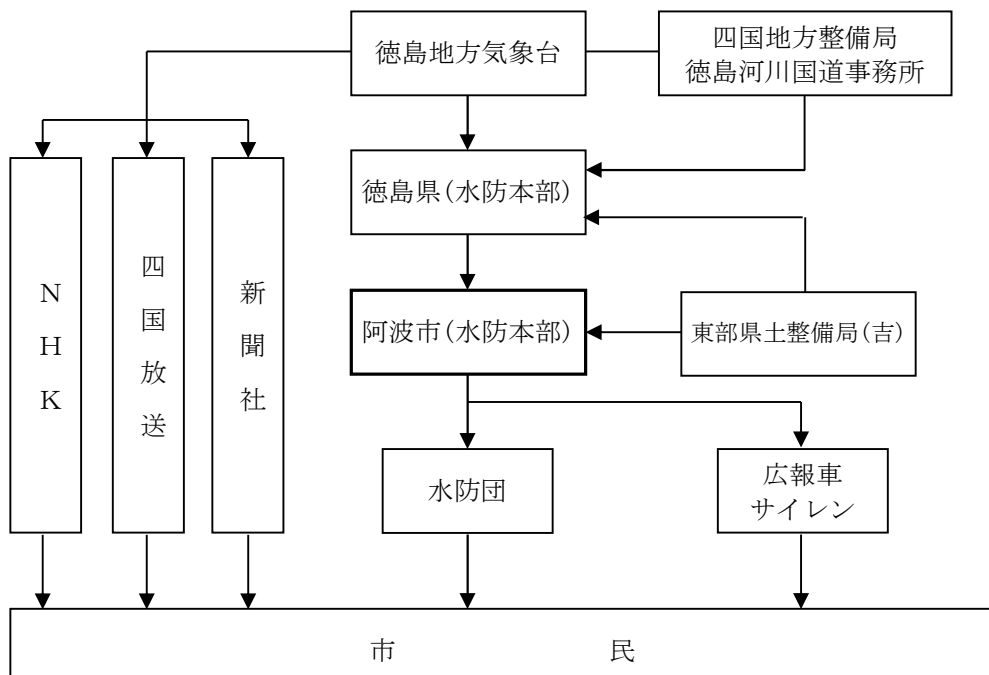 徳島地方気象台
四国地方整備局
徳島河川国道事務所
徳島県(水防本部)
NHK
四国放送
新聞社
阿波市(水防本部)
東部県土整備局(吉)
水防団
広報車
サイレン
市 民